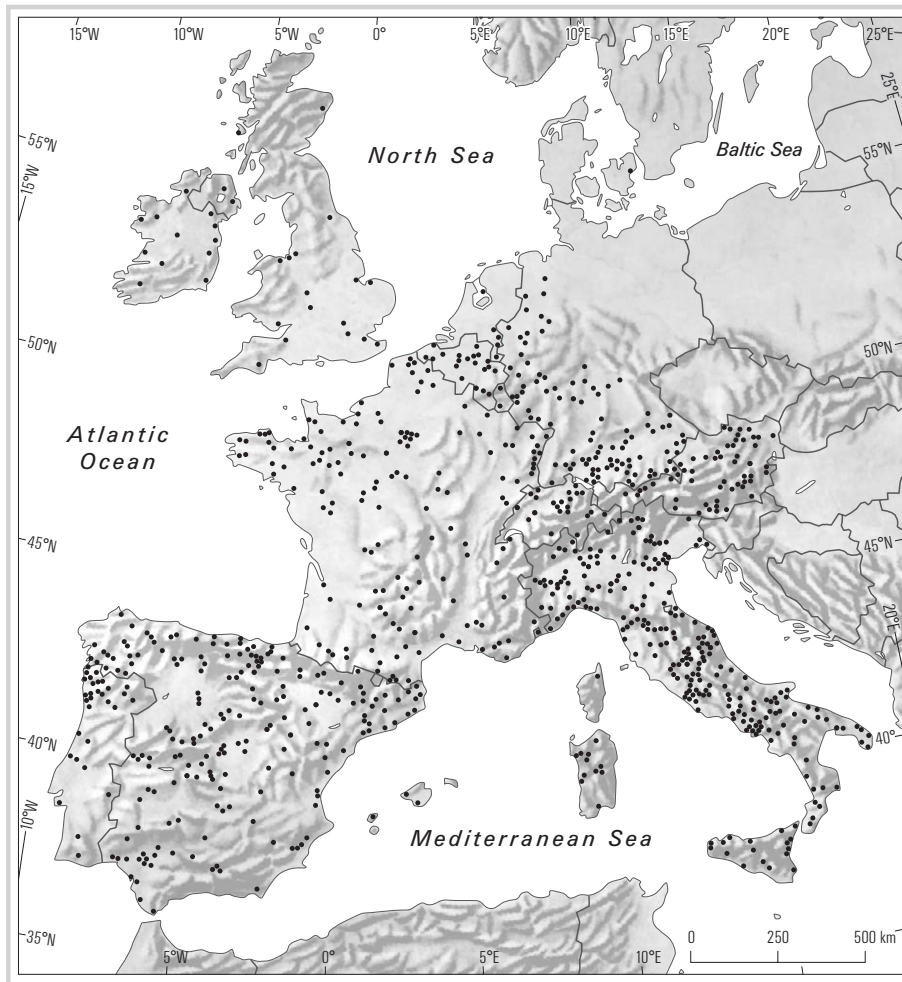 15°W 10°W 5°W 0° 5°E 10°E 15°E 20°E 25°E
25°E
55°N
North Sea
Baltic Sea
55°N
15°W
50°N
50°N
Atlantic
Ocean
45°N
45°N
20°E
40°N
40°
10°W
Mediterranean Sea
35°N
5°W 0° 5°E 10°E
0 250 500 km